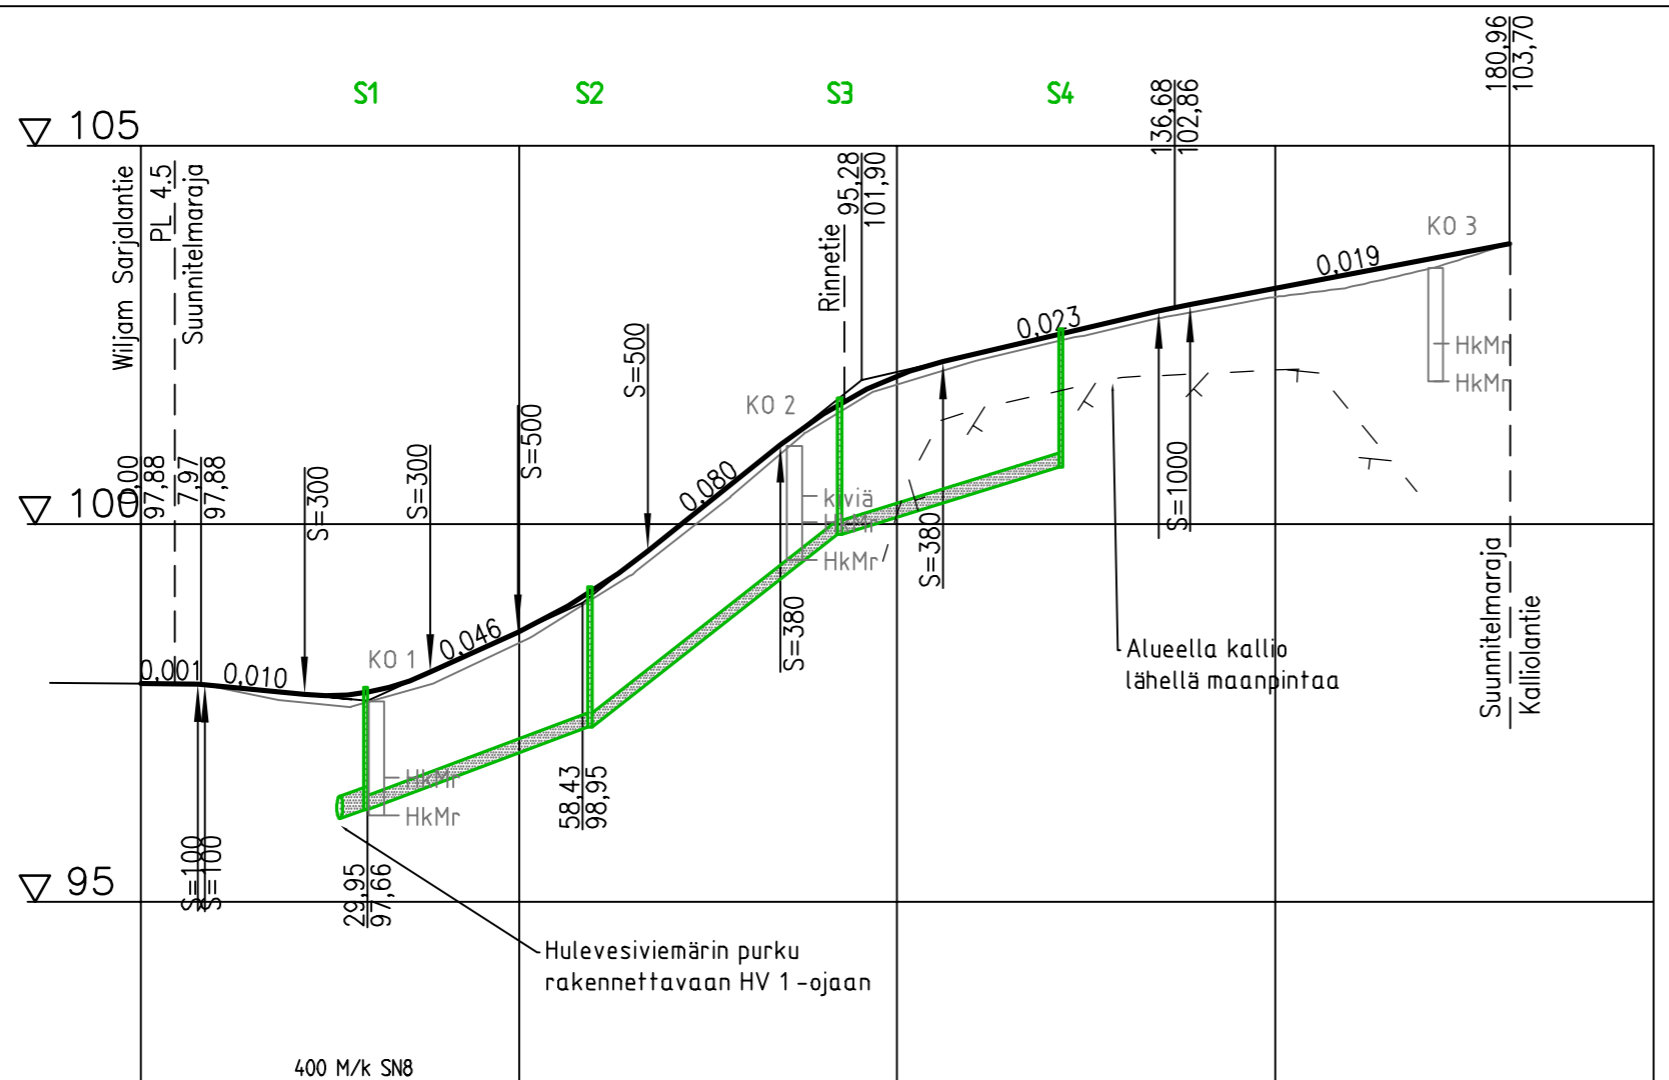 S1
S2
S3
S4
180,96
103,70
136,68
102,86
105
Wiljam Sarjalantie
PL 4.5
Suunnitelmaraja
95,28
101,90
Rinnetie
KO 3
0,019
0,023
HkMr
HkMr
S=500
S=500
KO 2
0,00
97,88
7,97
97,88
S=300
S=300
0,080
kiviä
HkMr
HkMr
100
S=380
S=1000
S=380
Suunnitelmaraja
Kalliolantie
Alueella kallio
lähellä maanpintaa
0,001
0,010
KO 1
0,046
HkMr
HkMr
58,43
98,95
S=100
S=100
29,95
97,66
95
Hulevesiviemärin purku
rakennettavaan HV 1 -ojaan
400 M/k SN8